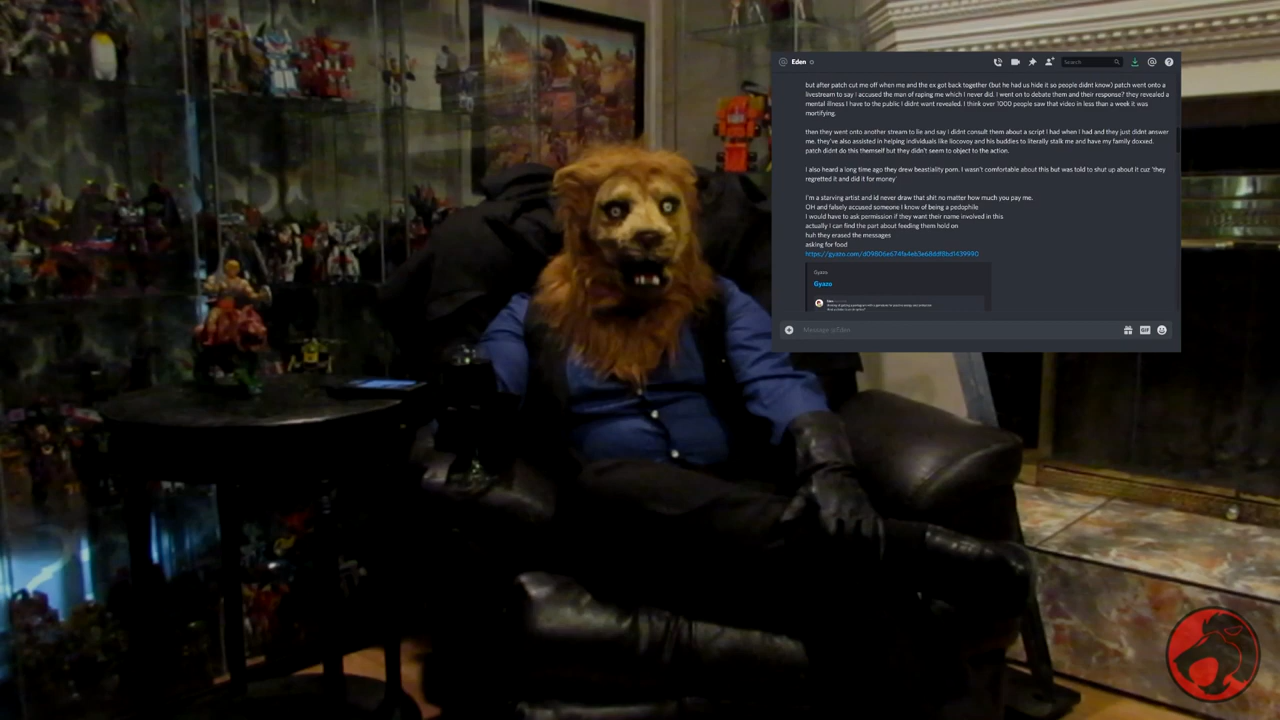 Eden
Search
but after patch cut me off when me and the ex got back together (but he had us hide it so people didnt know) patch went onto a
livestream to say i accused the man of raping me which I never did. I went on to debate them and their response? they revealed a
mental illness I have to the public I didnt want revealed. I think over 1000 people saw that video in less than a week it was
mortifying.
then they went onto another stream to lie and say I didnt consult them about a script I had when I had and they just didnt answer
me. they've also assisted in helping individuals like liocovoy and his buddies to literally stalk me and have my family doxxed.
patch didnt do this themself but they didn't seem to object to the action.
I also heard a long time ago they drew beastiality porn. I wasn't comfortable about this but was told to shut up about it cuz 'they
regretted it and did it for money'
I'm a starving artist and id never draw that shit no matter how much you pay me.
OH and falsely accused someone I know of being a pedophile
I would have to ask permission if they want their name involved in this
actually I can find the part about feeding them hold on
huh they erased the messages
asking for food
Gyazo
Gyazo
Eden
Message @Eden
GIF